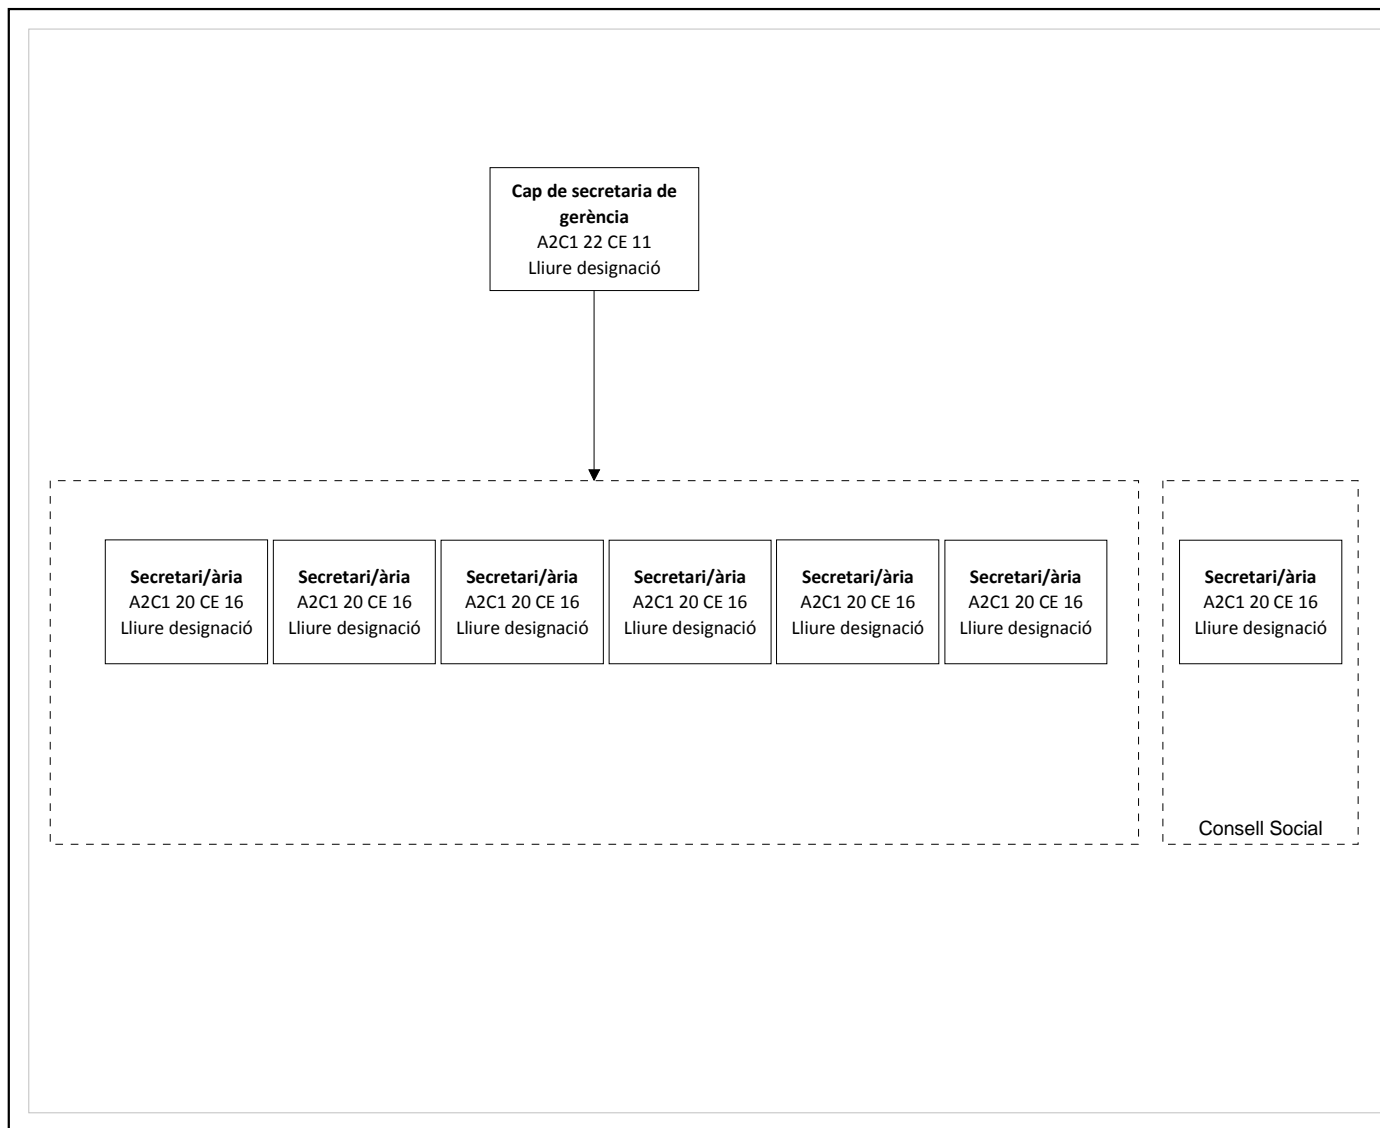 Cap de secretaria de
gerència
A2C1 22 CE 11
Lliure designació
Secretari/ària
A2C1 20 CE 16
Lliure designació
Secretari/ària
A2C1 20 CE 16
Lliure designació
Secretari/ària
A2C1 20 CE 16
Lliure designació
Secretari/ària
A2C1 20 CE 16
Lliure designació
Secretari/ària
A2C1 20 CE 16
Lliure designació
Secretari/ària
A2C1 20 CE 16
Lliure designació
Secretari/ària
A2C1 20 CE 16
Lliure designació
Consell Social